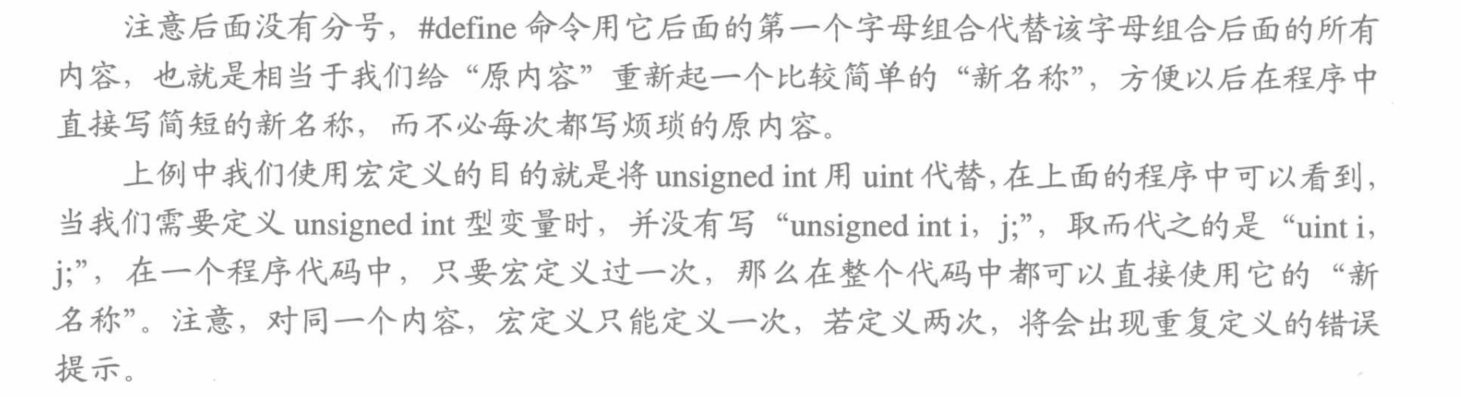 注意后面没有分号，#define 命令用它后面的第一个字母组合代替该字母组合后面的所有
内容，也就是相当于我们给“原内容”重新起一个比较简单的“新名称”，方便以后在程序中
直接写简短的新名称，而不必每次都写烦琐的原内容。
上例中我们使用宏定义的目的就是将 unsigned int 用 uint 代替，在上面的程序中可以看到，
当我们需要定义 unsigned int 型变量时，并没有写“unsigned int i，j;”，取而代之的是“uint i，
j;”，在一个程序代码中，只要宏定义过一次，那么在整个代码中都可以直接使用它的“新
名称”。注意，对同一个内容，宏定义只能定义一次，若定义两次，将会出现重复定义的错误
提示。